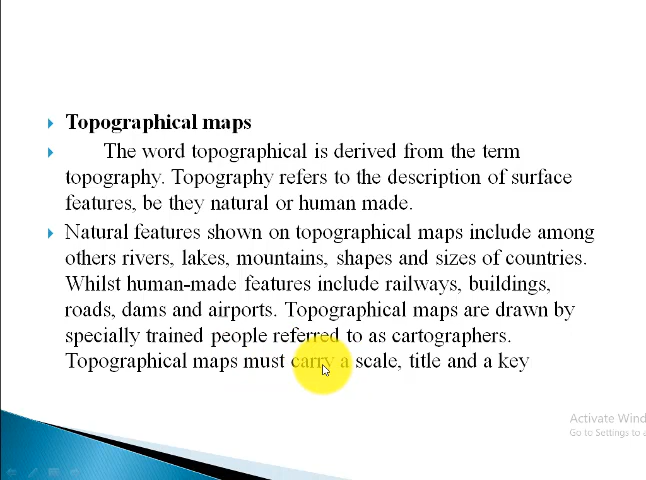 Topographical maps
The word topographical is derived from the term
topography. Topography refers to the description of surface
features, be they natural or human made.
Natural features shown on topographical maps include among
others rivers, lakes, mountains, shapes and sizes of countries.
Whilst human-made features include railways, buildings,
roads, dams and airports. Topographical maps are drawn by
specially trained people referred to as cartographers.
Topographical maps must carry a scale, title and a key
Activate Wind
Go to Settings to a